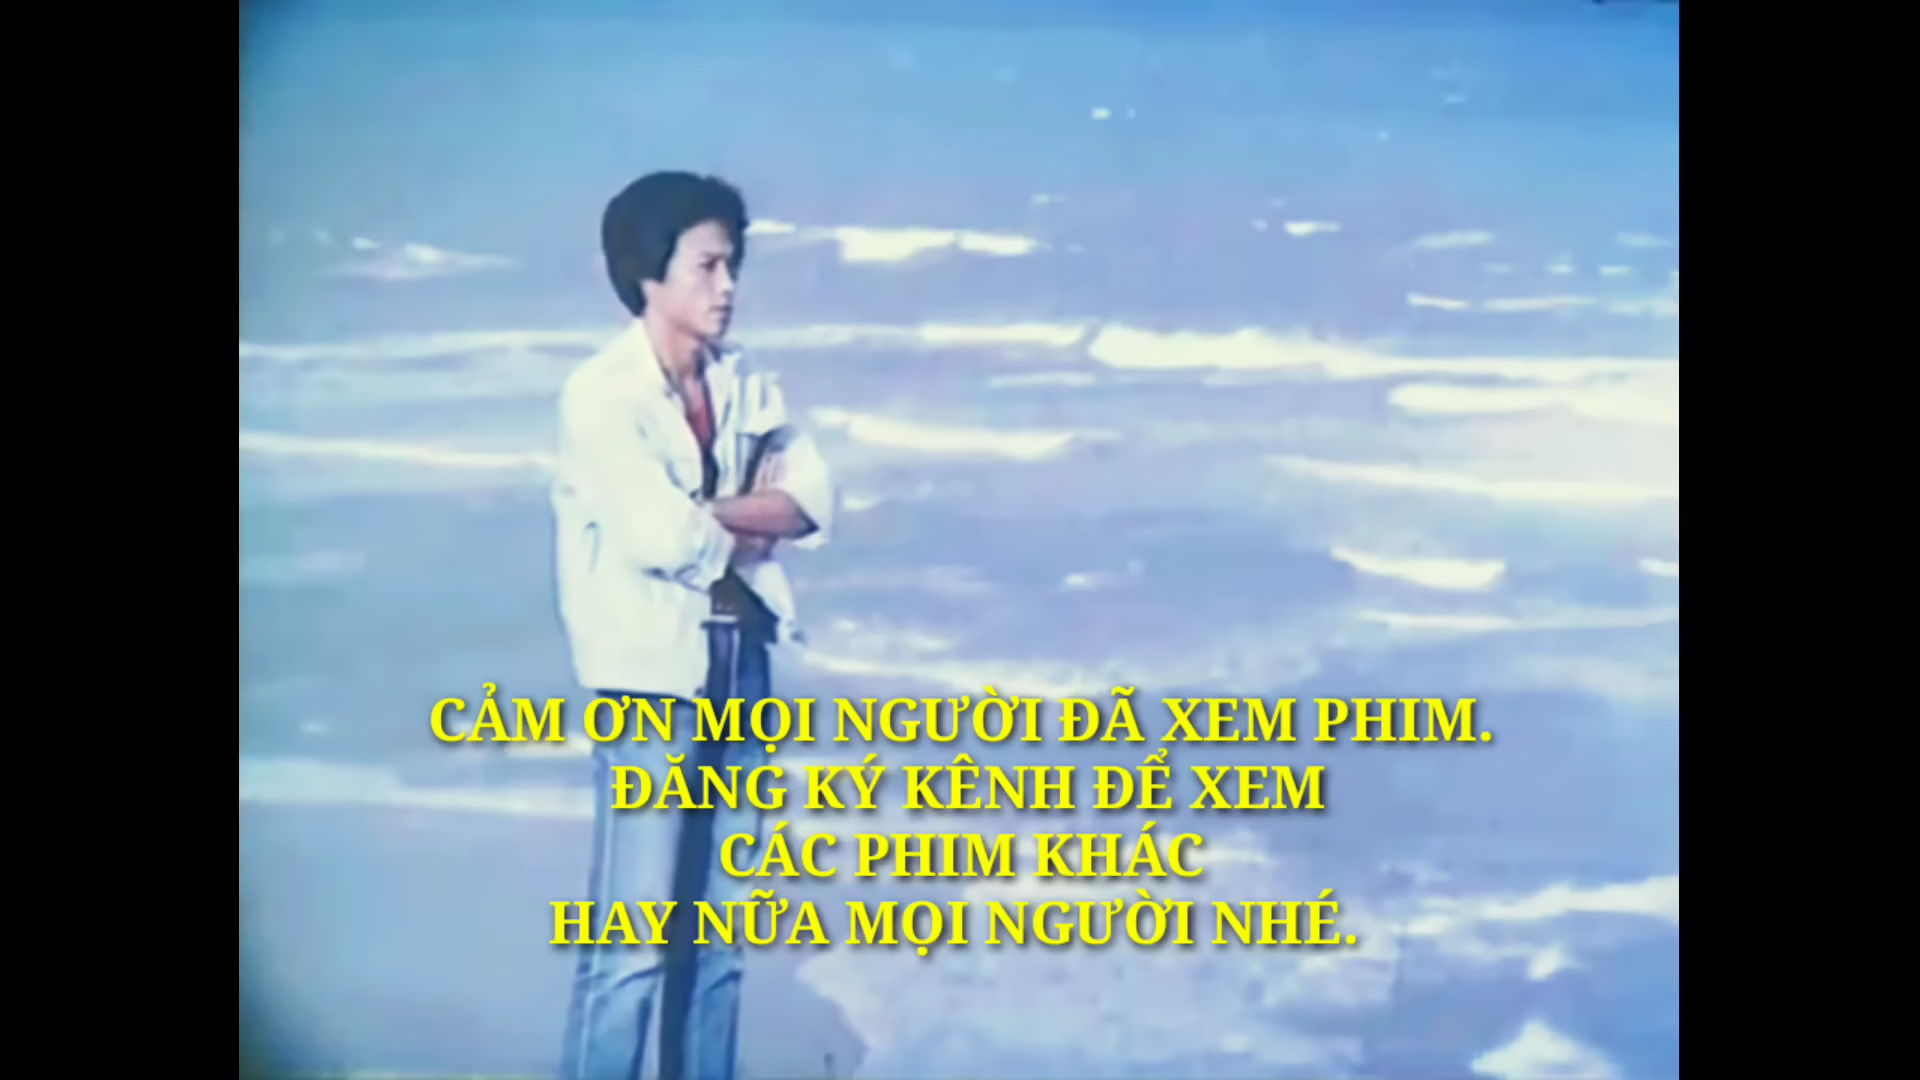 CẢM ƠN MỌI NGƯỜI ĐÃ XEM PHIM.
ĐĂNG KÝ KÊNH ĐỂ XEM
CÁC PHIM KHÁC
HAY NỮA MỌI NGƯỜI NHÉ.